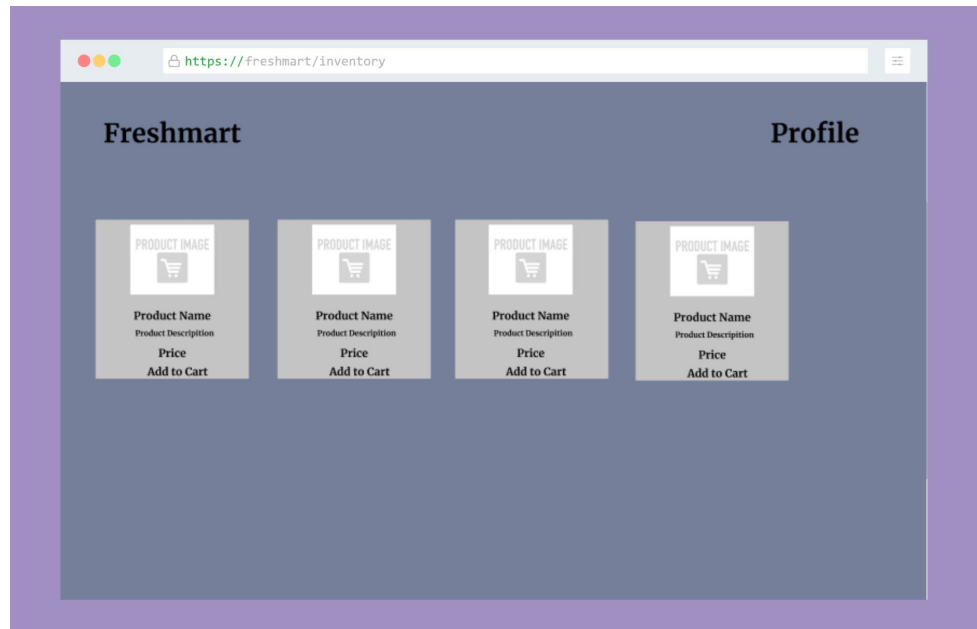 https://freshmart/inventory
Freshmart
Profile
PRODUCT IMAGE
Product Name
Product Descripition
Price
Add to Cart
PRODUCT IMAGE
Product Name
Product Descripition
Price
Add to Cart
PRODUCT IMAGE
Product Name
Product Descripition
Price
Add to Cart
PRODUCT IMAGE
Product Name
Product Descripition
Price
Add to Cart